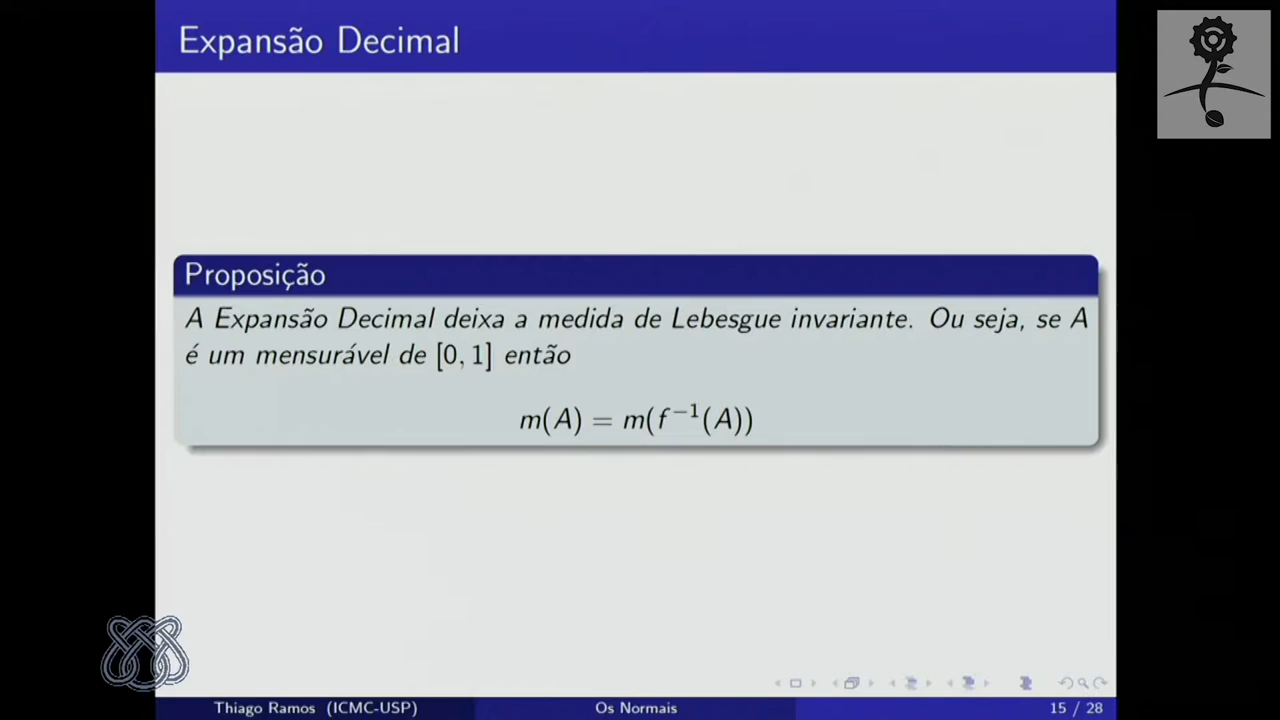 Expansão Decimal
Proposição
A Expansão Decimal deixa a medida de Lebesgue invariante. Ou seja, se A
é um mensurável de [0, 1] então
m(A) = m(f⁻¹(A))
Thiago Ramos (ICMC-USP) Os Normais 15 / 28